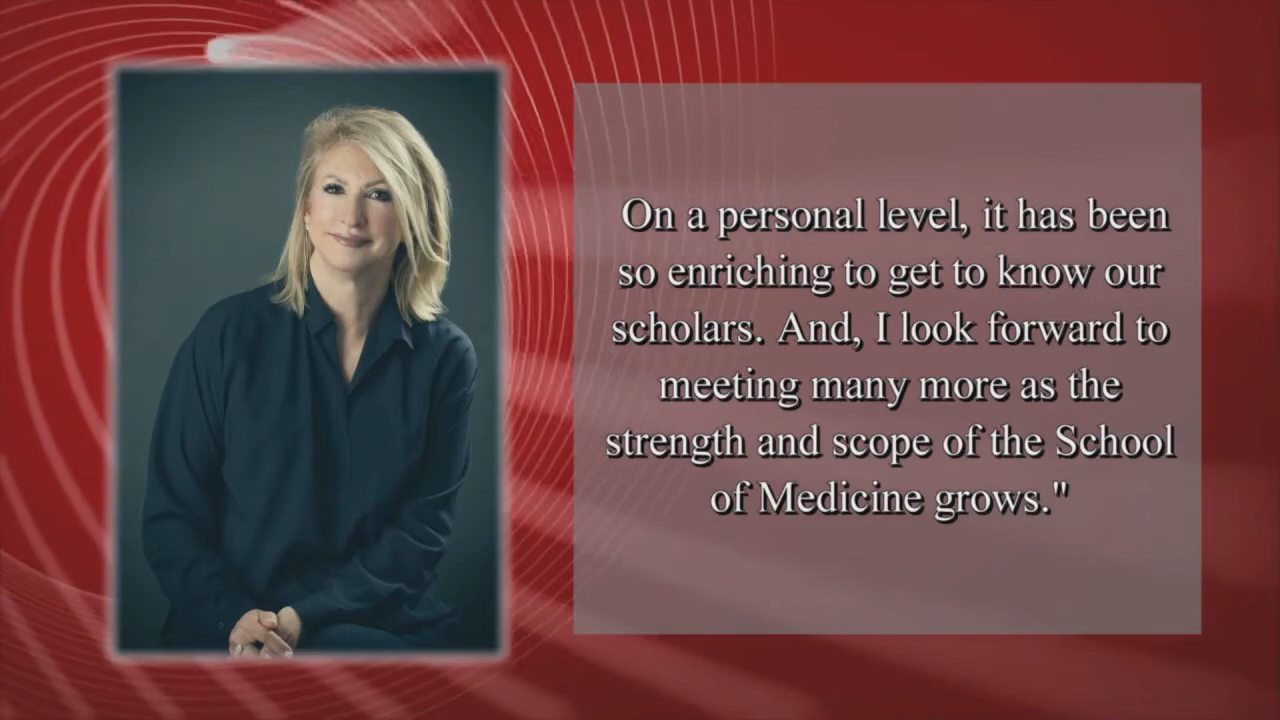 On a personal level, it has been
so enriching to get to know our
scholars. And, I look forward to
meeting many more as the
strength and scope of the School
of Medicine grows."